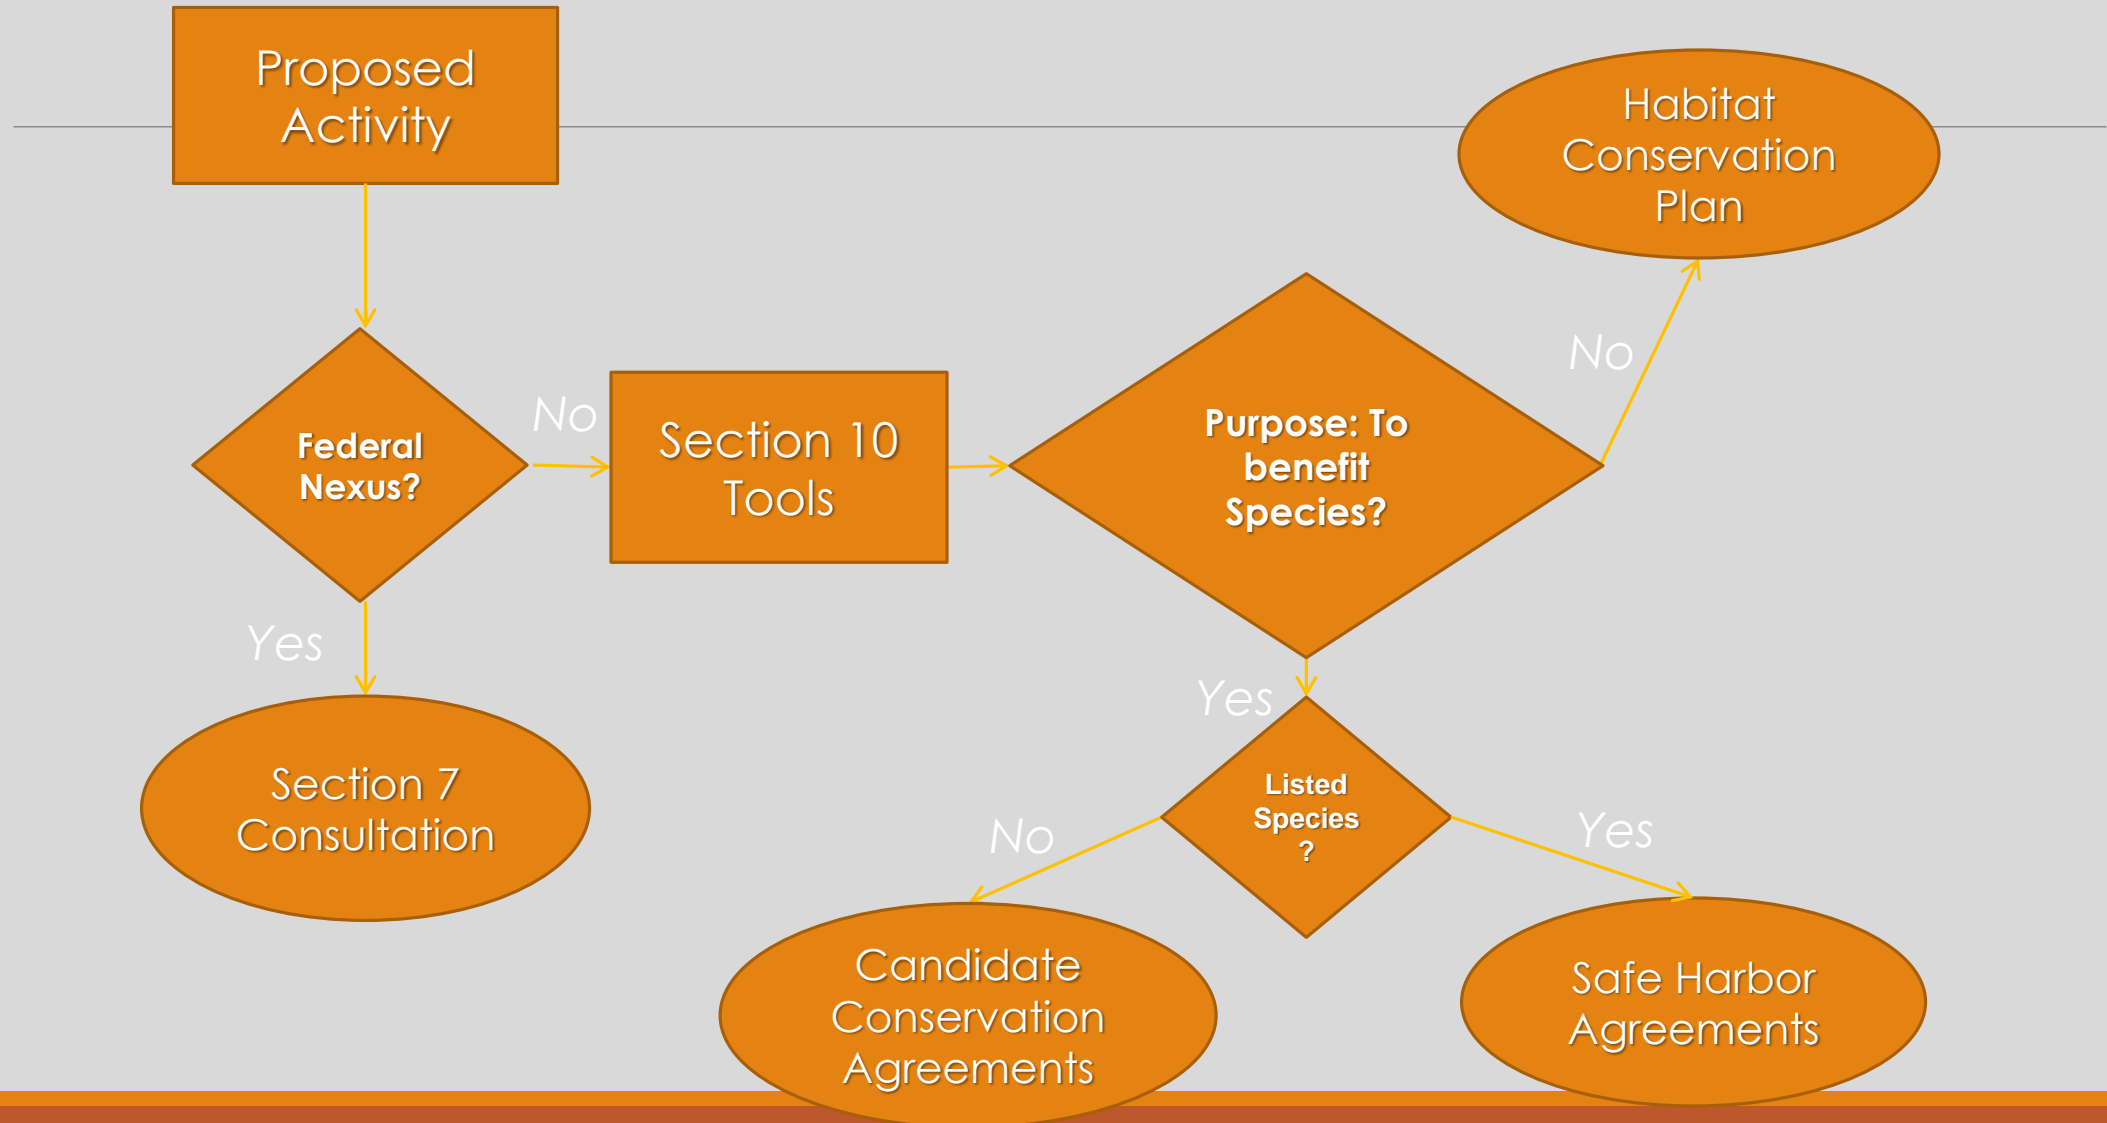 Proposed
Activity
Habitat
Conservation
Plan
No
Federal
Nexus?
No
Section 10
Tools
Purpose: To
benefit
Species?
Yes
Yes
Section 7
Consultation
Listed
Species
?
No
Yes
Candidate
Conservation
Agreements
Safe Harbor
Agreements